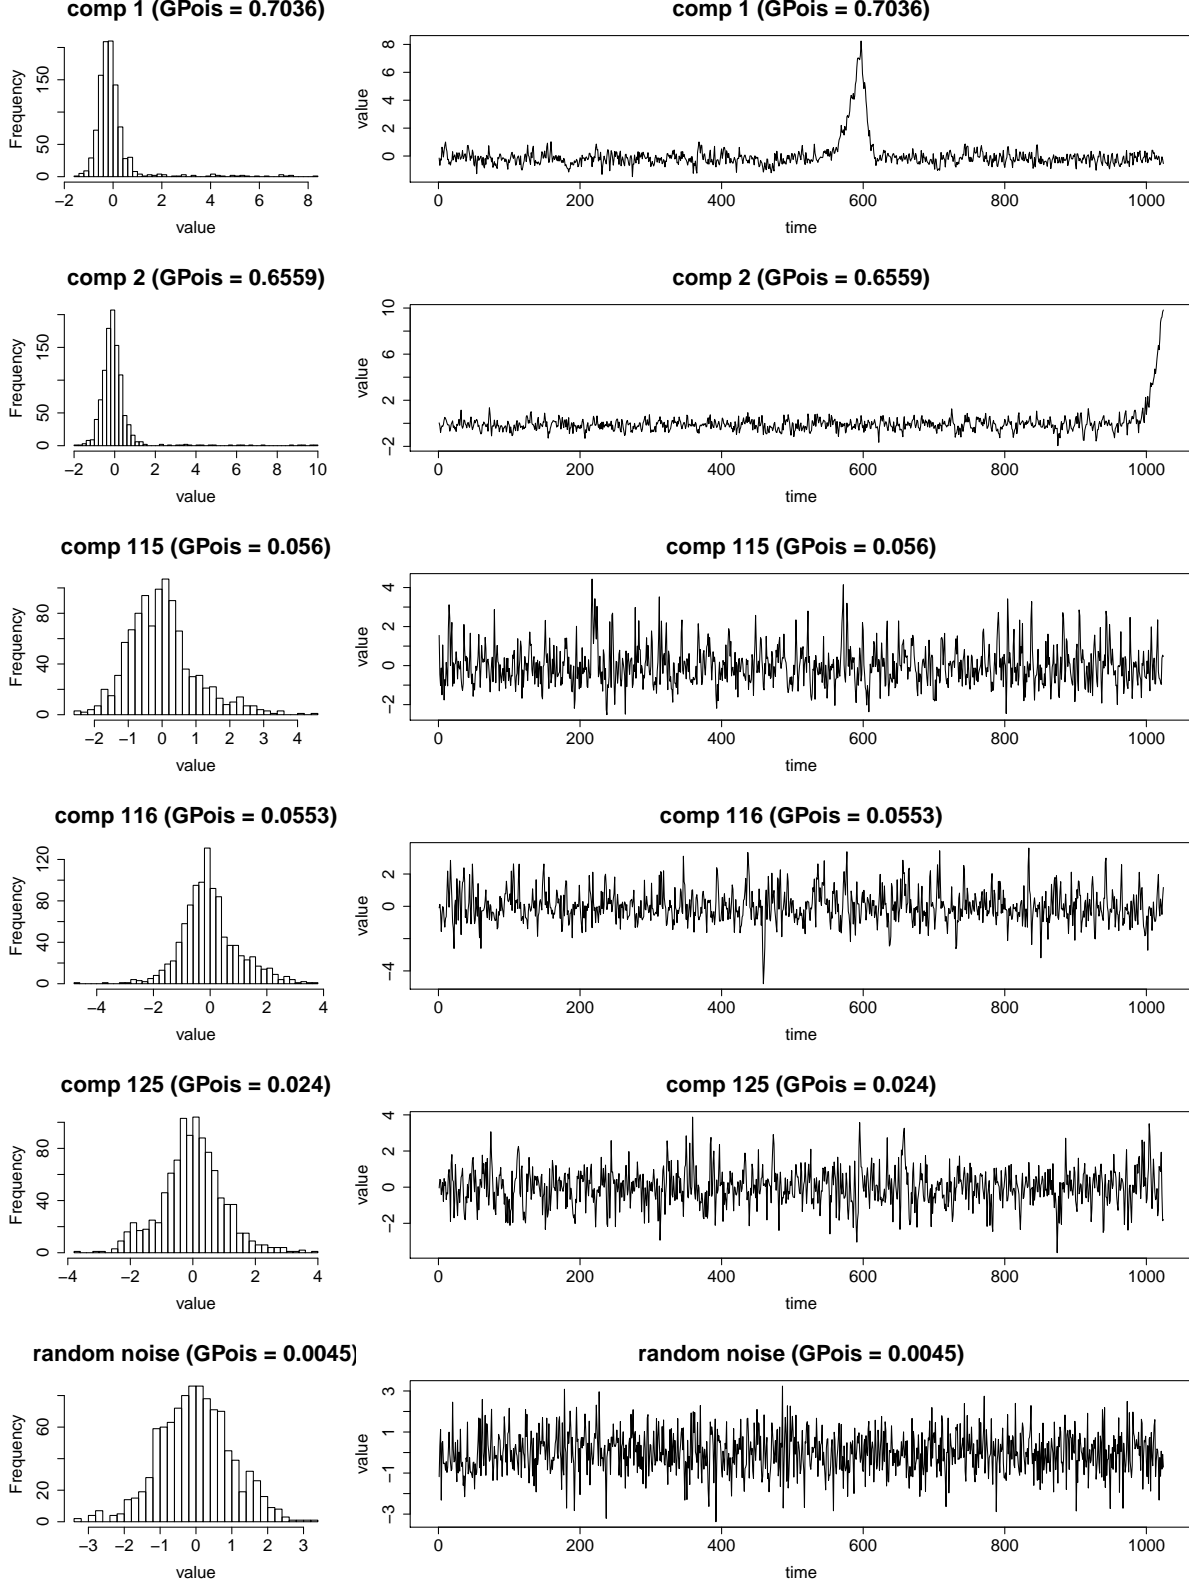 comp 1 (GPois = 0.7036)
Frequency
0 50 150
−2 0 2 4 6 8
value
comp 1 (GPois = 0.7036)
value
0 2 4 6 8
0 200 400 600 800 1000
time
comp 2 (GPois = 0.6559)
Frequency
0 50 150
−2 0 2 4 6 8 10
value
comp 2 (GPois = 0.6559)
value
−2 2 6 10
0 200 400 600 800 1000
time
comp 115 (GPois = 0.056)
Frequency
0 40 80
−2 −1 0 1 2 3 4
value
comp 115 (GPois = 0.056)
value
−2 0 2 4
0 200 400 600 800 1000
time
comp 116 (GPois = 0.0553)
Frequency
0 40 80 120
−4 −2 0 2 4
value
comp 116 (GPois = 0.0553)
value
−4 0 2
0 200 400 600 800 1000
time
comp 125 (GPois = 0.024)
Frequency
0 40 80
−4 −2 0 2 4
value
comp 125 (GPois = 0.024)
value
−2 0 2 4
0 200 400 600 800 1000
time
random noise (GPois = 0.0045)
Frequency
0 20 60
−3 −2 −1 0 1 2 3
value
random noise (GPois = 0.0045)
value
−3 −1 1 3
0 200 400 600 800 1000
time